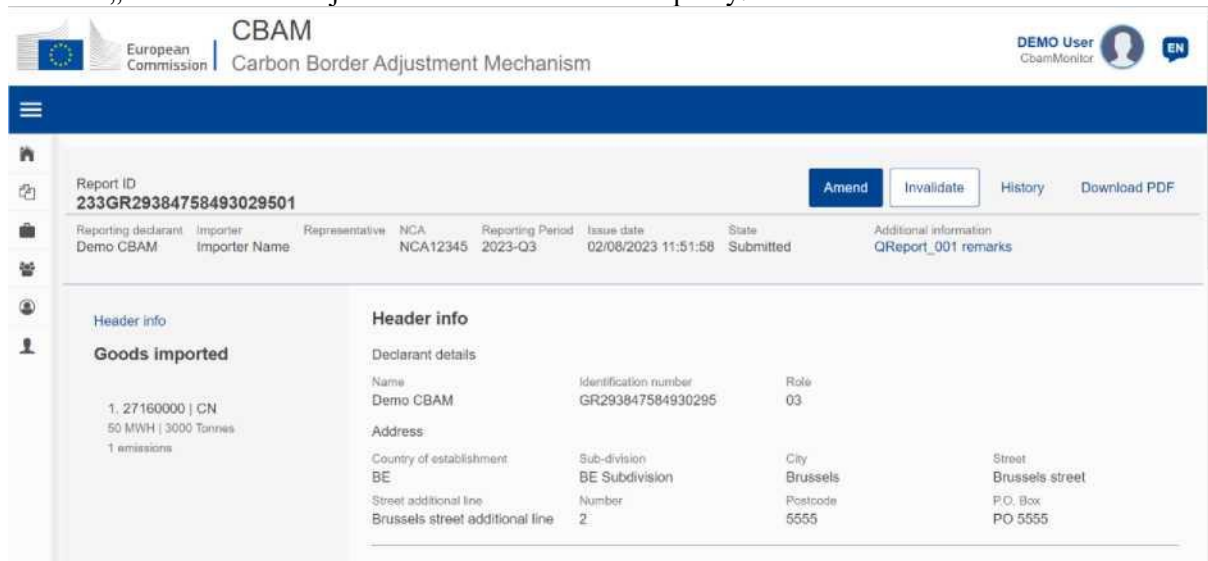 European
Commission
CBAM
Carbon Border Adjustment Mechanism
DEMO User
CbamMonitor
EN
Report ID
233GR29384758493029501
Amend
Invalidate
History
Download PDF
Reporting declarant Importer Representative NCA Reporting Period Issue date State Additional information
Demo CBAM Importer Name NCA12345 2023-Q3 02/08/2023 11:51:58 Submitted QReport_001 remarks
Header info
Goods imported
1. 27160000 | CN
50 MWH | 3000 Tonnes
1 emissions
Header info
Declarant details
Name Identification number Role
Demo CBAM GR293847584930295 03
Address
Country of establishment Sub-division City Street
BE BE Subdivision Brussels Brussels street
Street additional line Number Postcode P.O. Box
Brussels street additional line 2 5555 PO 5555